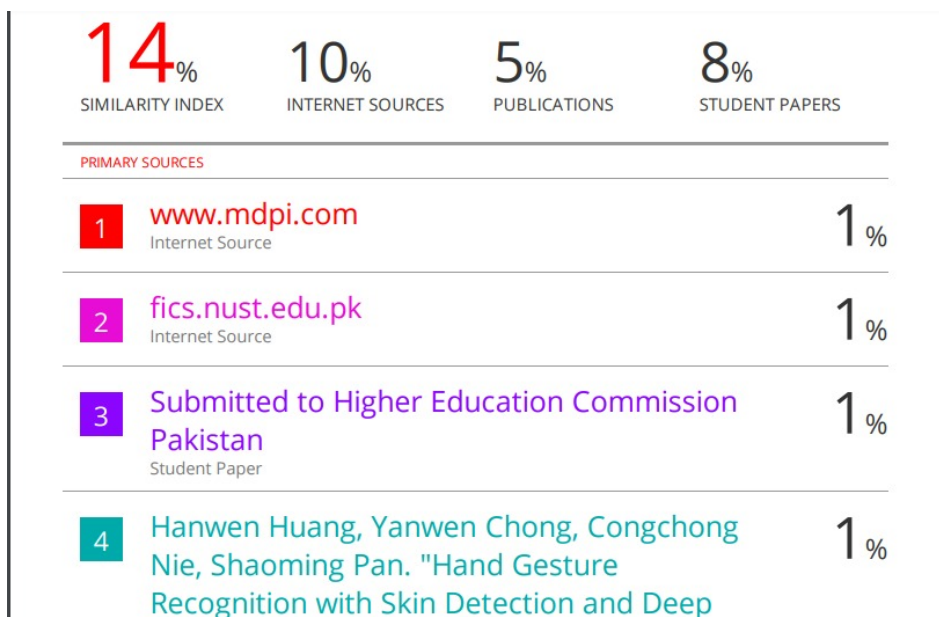 14% 10% 5% 8%
SIMILARITY INDEX INTERNET SOURCES PUBLICATIONS STUDENT PAPERS
PRIMARY SOURCES
1 www.mdpi.com 1%
Internet Source
2 fics.nust.edu.pk 1%
Internet Source
3 Submitted to Higher Education Commission 1%
Pakistan
Student Paper
4 Hanwen Huang, Yanwen Chong, Congchong 1%
Nie, Shaoming Pan. "Hand Gesture
Recognition with Skin Detection and Deep